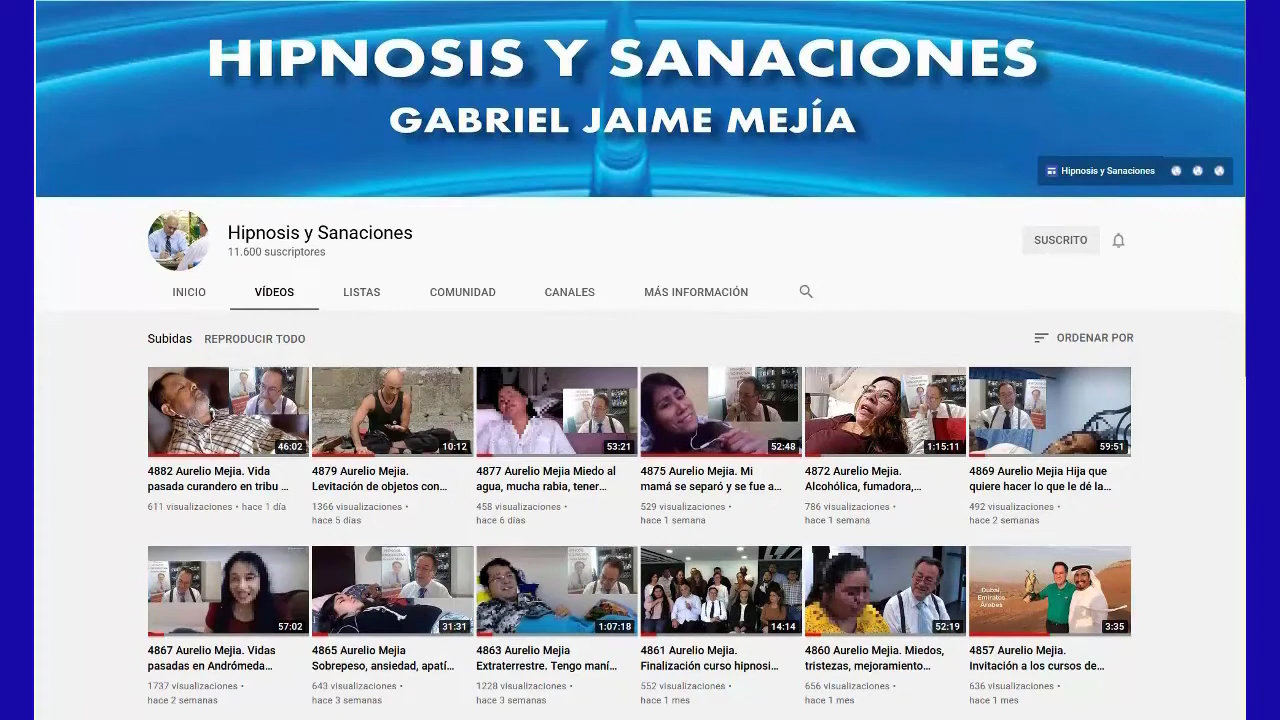 HIPNOSIS Y SANACIONES
GABRIEL JAIME MEJÍA
Hipnosis y Sanaciones
Hipnosis y Sanaciones
11.600 suscriptores
SUSCRITO
INICIO VÍDEOS LISTAS COMUNIDAD CANALES MÁS INFORMACIÓN
Subidas REPRODUCIR TODO ORDENAR POR
46:02 10:12 53:21 52:48 1:15:11 59:51
4882 Aurelio Mejia. Vida
pasada curandero en tribu ...
611 visualizaciones • hace 1 día
4879 Aurelio Mejia.
Levitación de objetos con...
1366 visualizaciones •
hace 5 días
4877 Aurelio Mejia Miedo al
agua, mucha rabia, tener...
458 visualizaciones •
hace 6 días
4875 Aurelio Mejia. Mi
mamá se separó y se fue a...
529 visualizaciones •
hace 1 semana
4872 Aurelio Mejia.
Alcohólica, fumadora,...
786 visualizaciones •
hace 1 semana
4869 Aurelio Mejia Hija que
quiere hacer lo que le dé la...
492 visualizaciones •
hace 2 semanas
Dubai,
Emiratos
Árabes
57:02 31:31 1:07:18 14:14 52:19 3:35
4867 Aurelio Mejia. Vidas
pasadas en Andrómeda...
1737 visualizaciones •
hace 2 semanas
4865 Aurelio Mejia
Sobrepeso, ansiedad, apatí...
643 visualizaciones •
hace 3 semanas
4863 Aurelio Mejia
Extraterrestre. Tengo maní...
1228 visualizaciones •
hace 3 semanas
4861 Aurelio Mejia.
Finalización curso hipnosi...
552 visualizaciones •
hace 1 mes
4860 Aurelio Mejia. Miedos,
tristezas, mejoramiento...
656 visualizaciones •
hace 1 mes
4857 Aurelio Mejia.
Invitación a los cursos de...
636 visualizaciones •
hace 1 mes